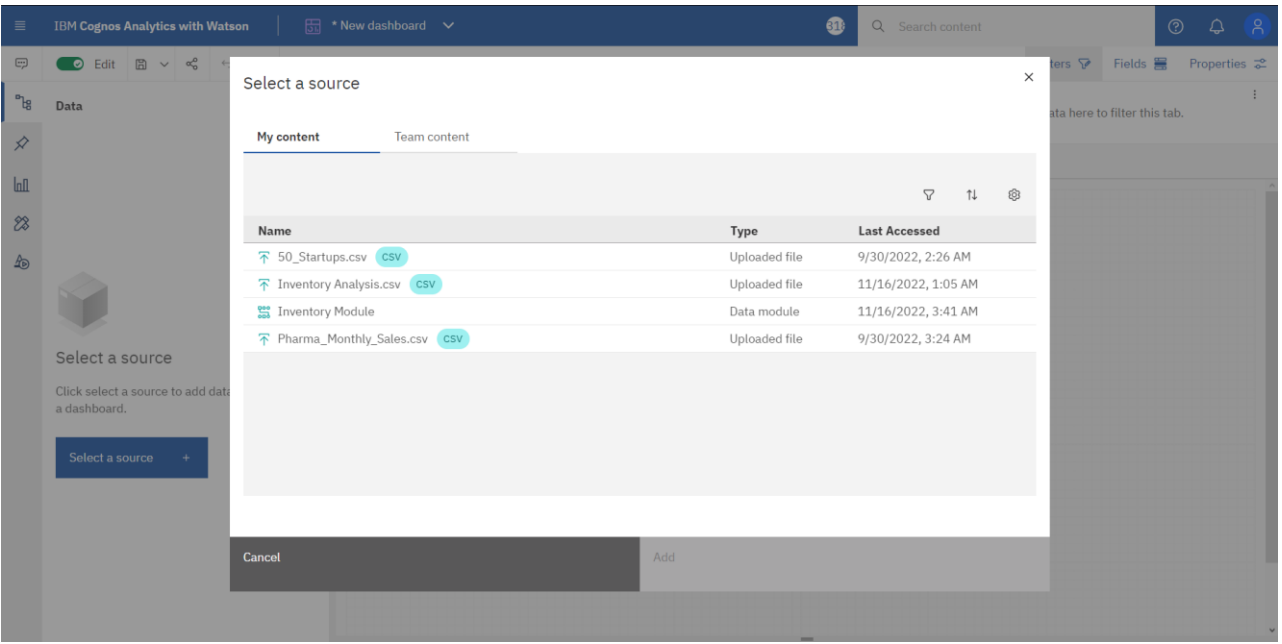 IBM Cognos Analytics with Watson
* New dashboard
Search content
Edit
Fields
Properties
Select a source
Data
My content
Team content
ata here to filter this tab.
Name Type Last Accessed
50_Startups.csv CSV Uploaded file 9/30/2022, 2:26 AM
Inventory Analysis.csv CSV Uploaded file 11/16/2022, 1:05 AM
Inventory Module Data module 11/16/2022, 3:41 AM
Pharma_Monthly_Sales.csv CSV Uploaded file 9/30/2022, 3:24 AM
Select a source
Click select a source to add data
a dashboard.
Select a source +
Cancel
Add